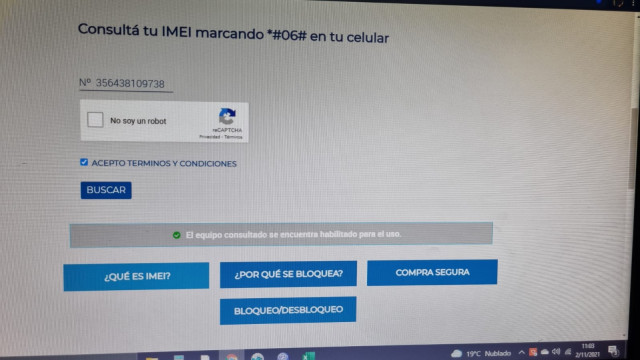 Consultá tu IMEI marcando *#06# en tu celular
Nº 356438109738
No soy un robot
reCAPTCHA
Privacidad - Términos
ACEPTO TERMINOS Y CONDICIONES
BUSCAR
El equipo consultado se encuentra habilitado para el uso.
¿QUÉ ES IMEI?
¿POR QUÉ SE BLOQUEA?
COMPRA SEGURA
BLOQUEO/DESBLOQUEO
19°C Nublado
11:03
2/11/2021